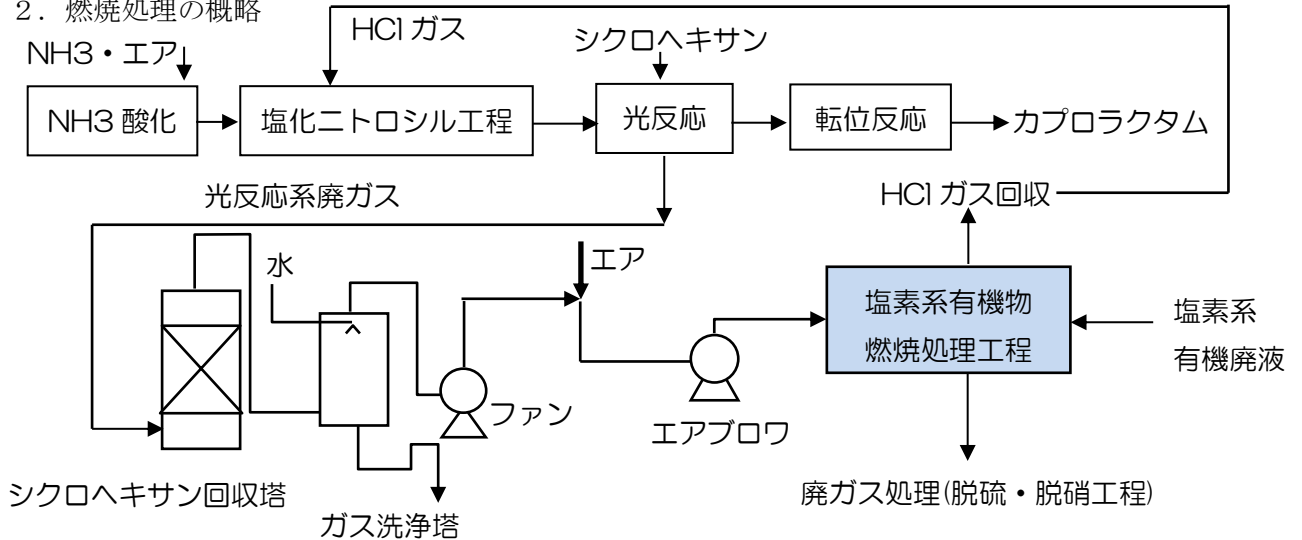 ２．燃焼処理の概略
HCl ガス
シクロヘキサン
NH3・エア
NH3 酸化
塩化ニトロシル工程
光反応
転位反応
カプロラクタム
光反応系廃ガス
HCl ガス回収
水
エア
塩素系有機物
燃焼処理工程
塩素系
有機廃液
ファン
エアブロワ
シクロヘキサン回収塔
ガス洗浄塔
廃ガス処理(脱硫・脱硝工程)